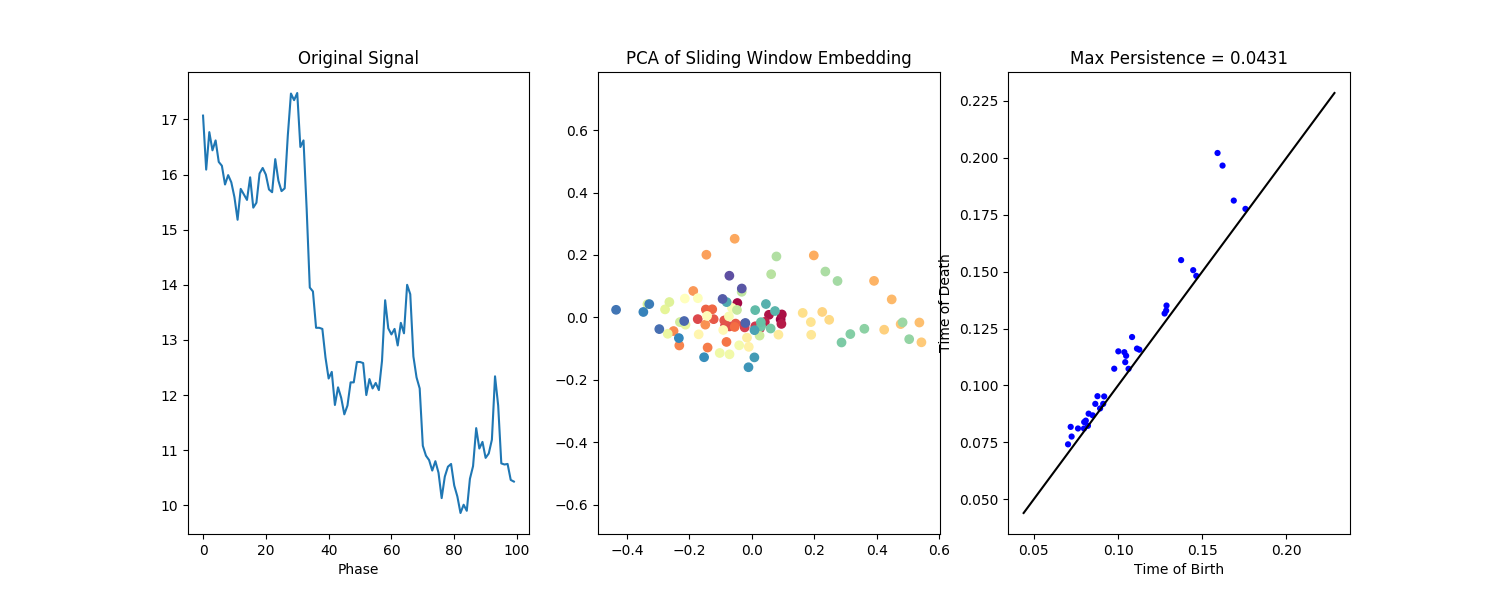 Original Signal
17
16
15
14
13
12
11
10
0 20 40 60 80 100
Phase
PCA of Sliding Window Embedding
0.6
0.4
0.2
0.0
−0.2
−0.4
−0.6
−0.4 −0.2 0.0 0.2 0.4 0.6
Max Persistence = 0.0431
Time of Death
0.225
0.200
0.175
0.150
0.125
0.100
0.075
0.050
0.05 0.10 0.15 0.20
Time of Birth